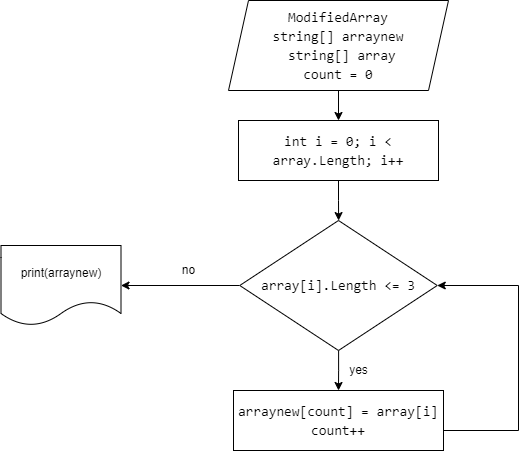 ModifiedArray
string[] arraynew
string[] array
count = 0
int i = 0; i <
array.Length; i++
array[i].Length <= 3
no
print(arraynew)
yes
arraynew[count] = array[i]
count++